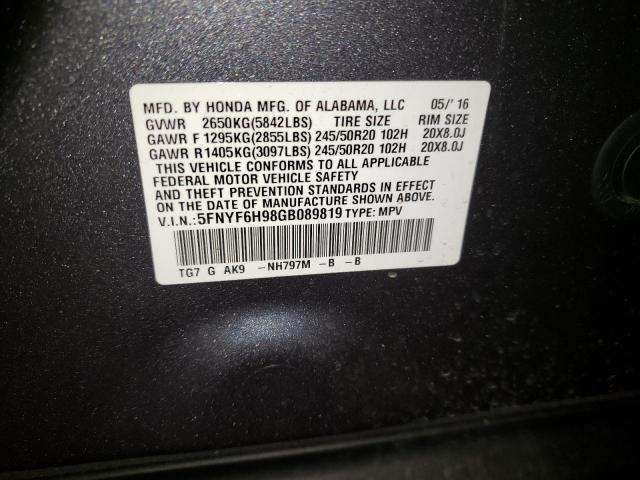 MFD. BY HONDA MFG. OF ALABAMA, LLC 05/'16
GVWR 2650KG(5842LBS) TIRE SIZE RIM SIZE
GAWR F 1295KG(2855LBS) 245/50R20 102H 20X8.0J
GAWR R1405KG(3097LBS) 245/50R20 102H 20X8.0J
THIS VEHICLE CONFORMS TO ALL APPLICABLE
FEDERAL MOTOR VEHICLE SAFETY
AND THEFT PREVENTION STANDARDS IN EFFECT
ON THE DATE OF MANUFACTURE SHOWN ABOVE.
V.I.N.: 5FNYF6H98GB089819 TYPE: MPV
TG7 G AK9 -NH797M -B -B -